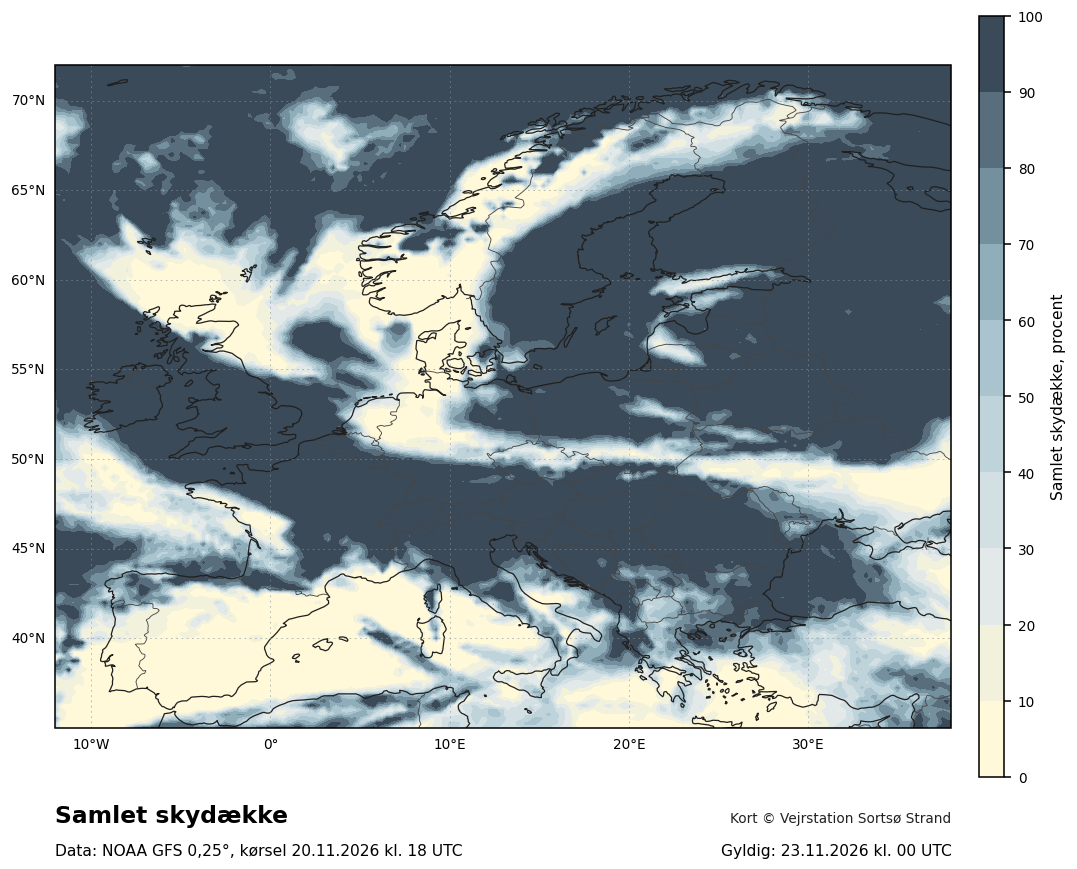 70°N
65°N
60°N
55°N
50°N
45°N
40°N
10°W
0°
10°E
20°E
30°E
100
90
80
70
60
50
40
30
20
10
0
Samlet skydække, procent
Samlet skydække
Kort © Vejrstation Sortsø Strand
Data: NOAA GFS 0,25°, kørsel 20.11.2026 kl. 18 UTC
Gyldig: 23.11.2026 kl. 00 UTC